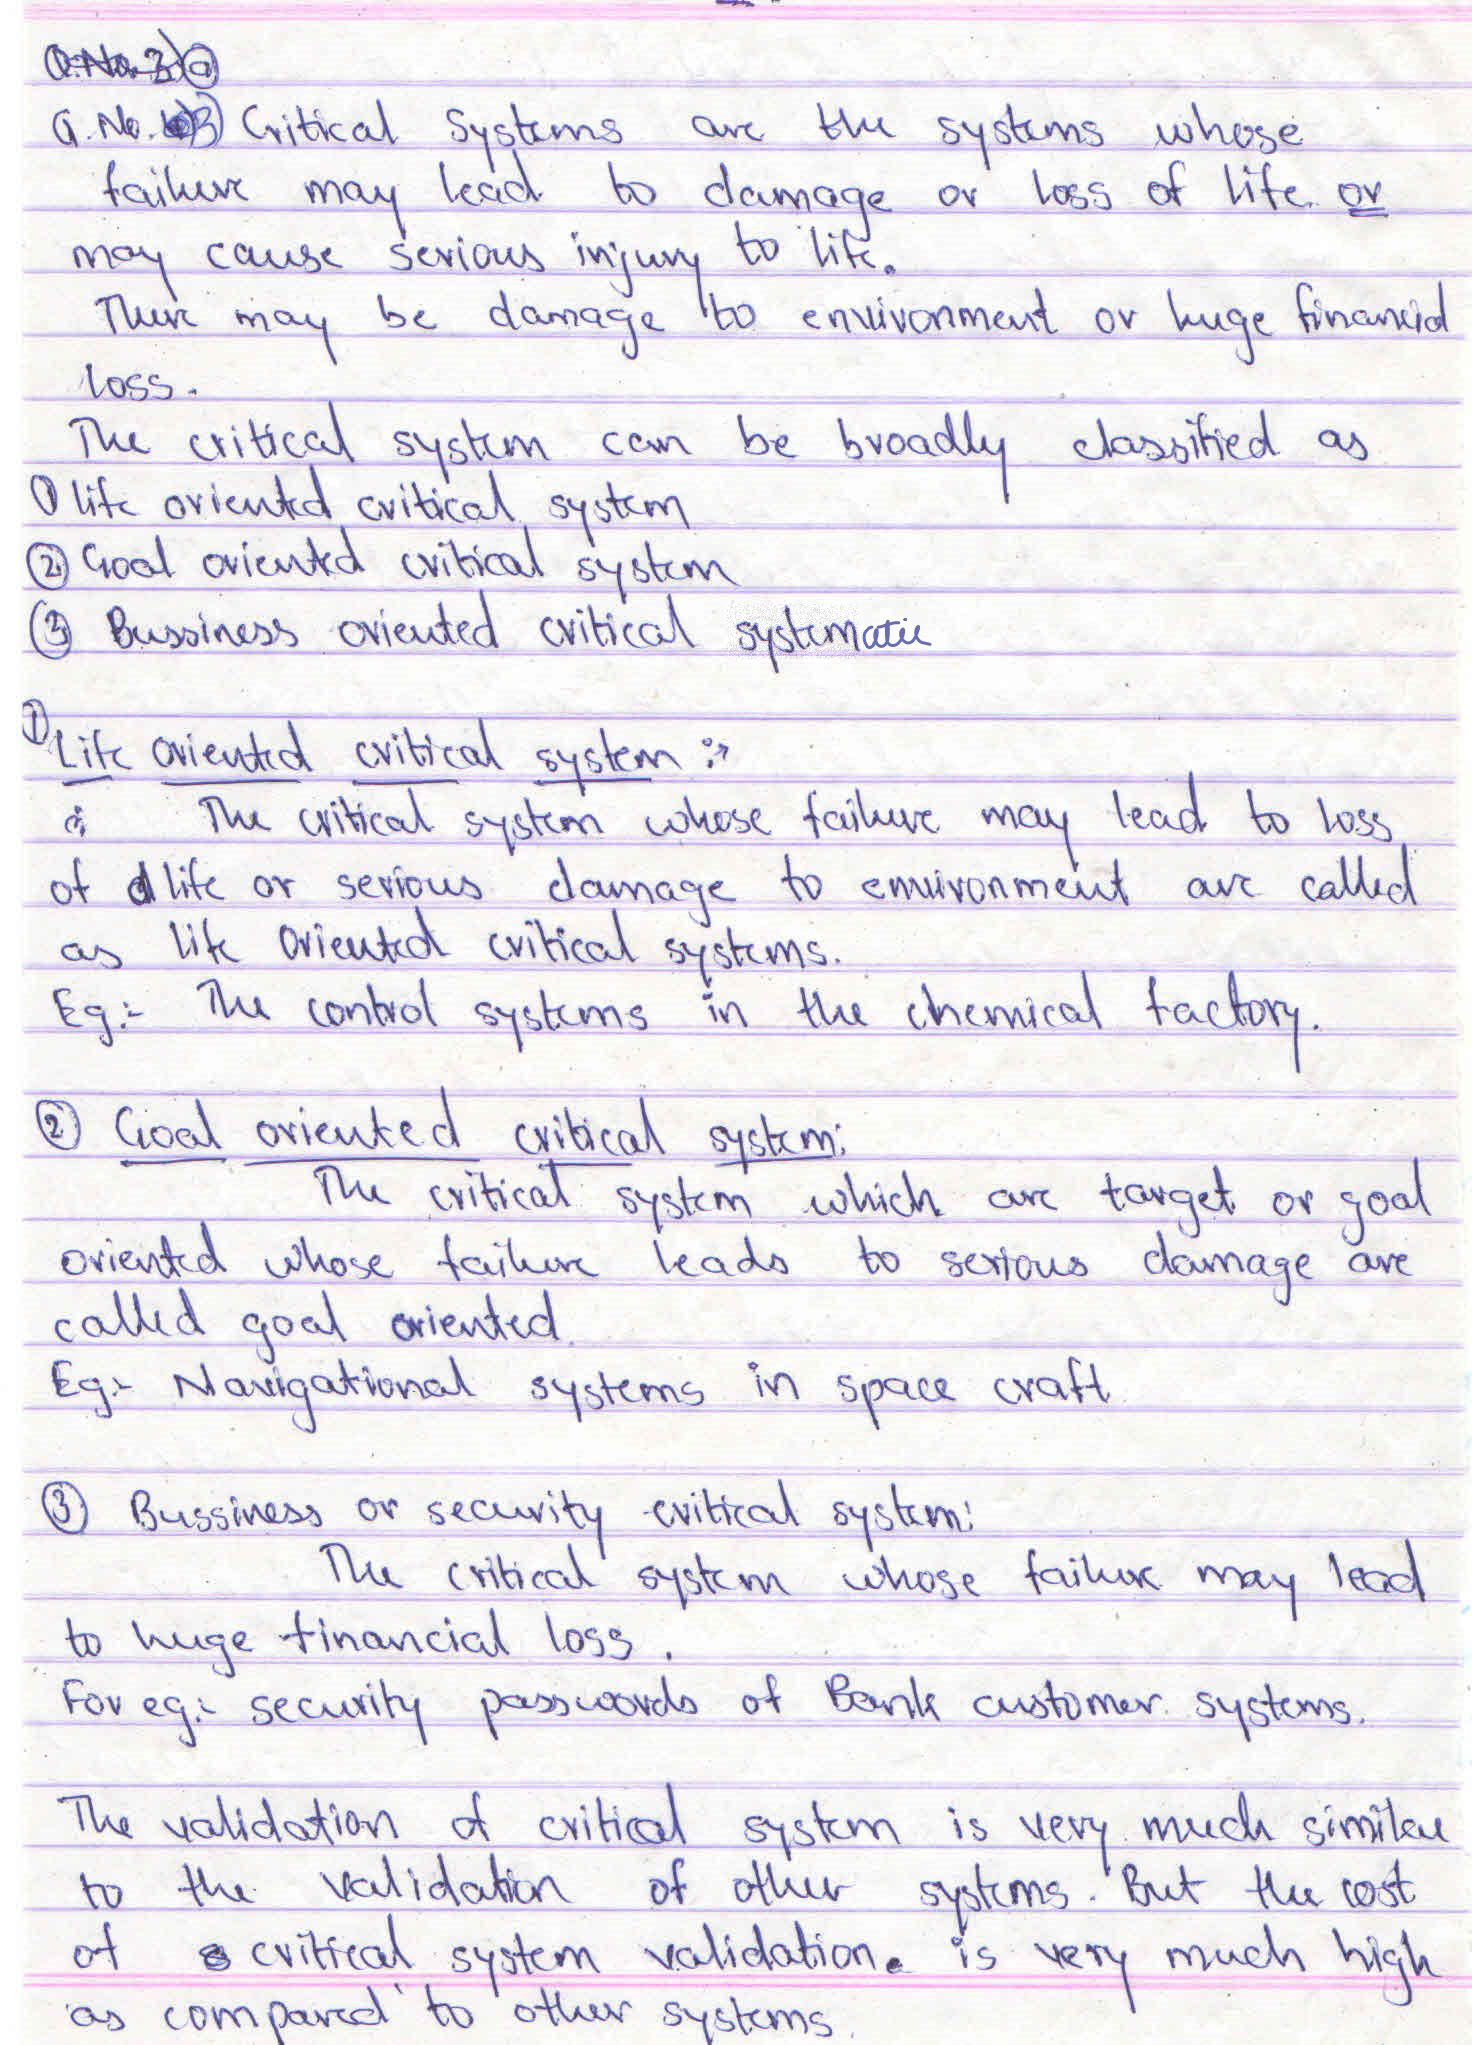 Q.No. 3) a
Q.No. 3) Critical Systems are the systems whose
failure may lead to damage or loss of life or
may cause serious injury to life.
There may be damage to environment or huge financial
loss.
The critical system can be broadly classified as
① life oriented critical system
② Goal oriented critical system
③ Bussiness oriented critical systematic
① Life oriented critical system :→
The critical system whose failure may lead to loss
of life or serious damage to environment are called
as life oriented critical systems.
Eg:- The control systems in the chemical factory.
② Goal oriented critical system:
The critical system which are target or goal
oriented whose failure leads to serious damage are
called goal oriented.
Eg:- Navigational systems in space craft
③ Bussiness or security critical system:
The critical system whose failure may lead
to huge financial loss.
For eg:- security passwords of Bank customer systems.
The validation of critical system is very much similar
to the validation of other systems. But the cost
of critical system validation. is very much high
as compared to other systems.